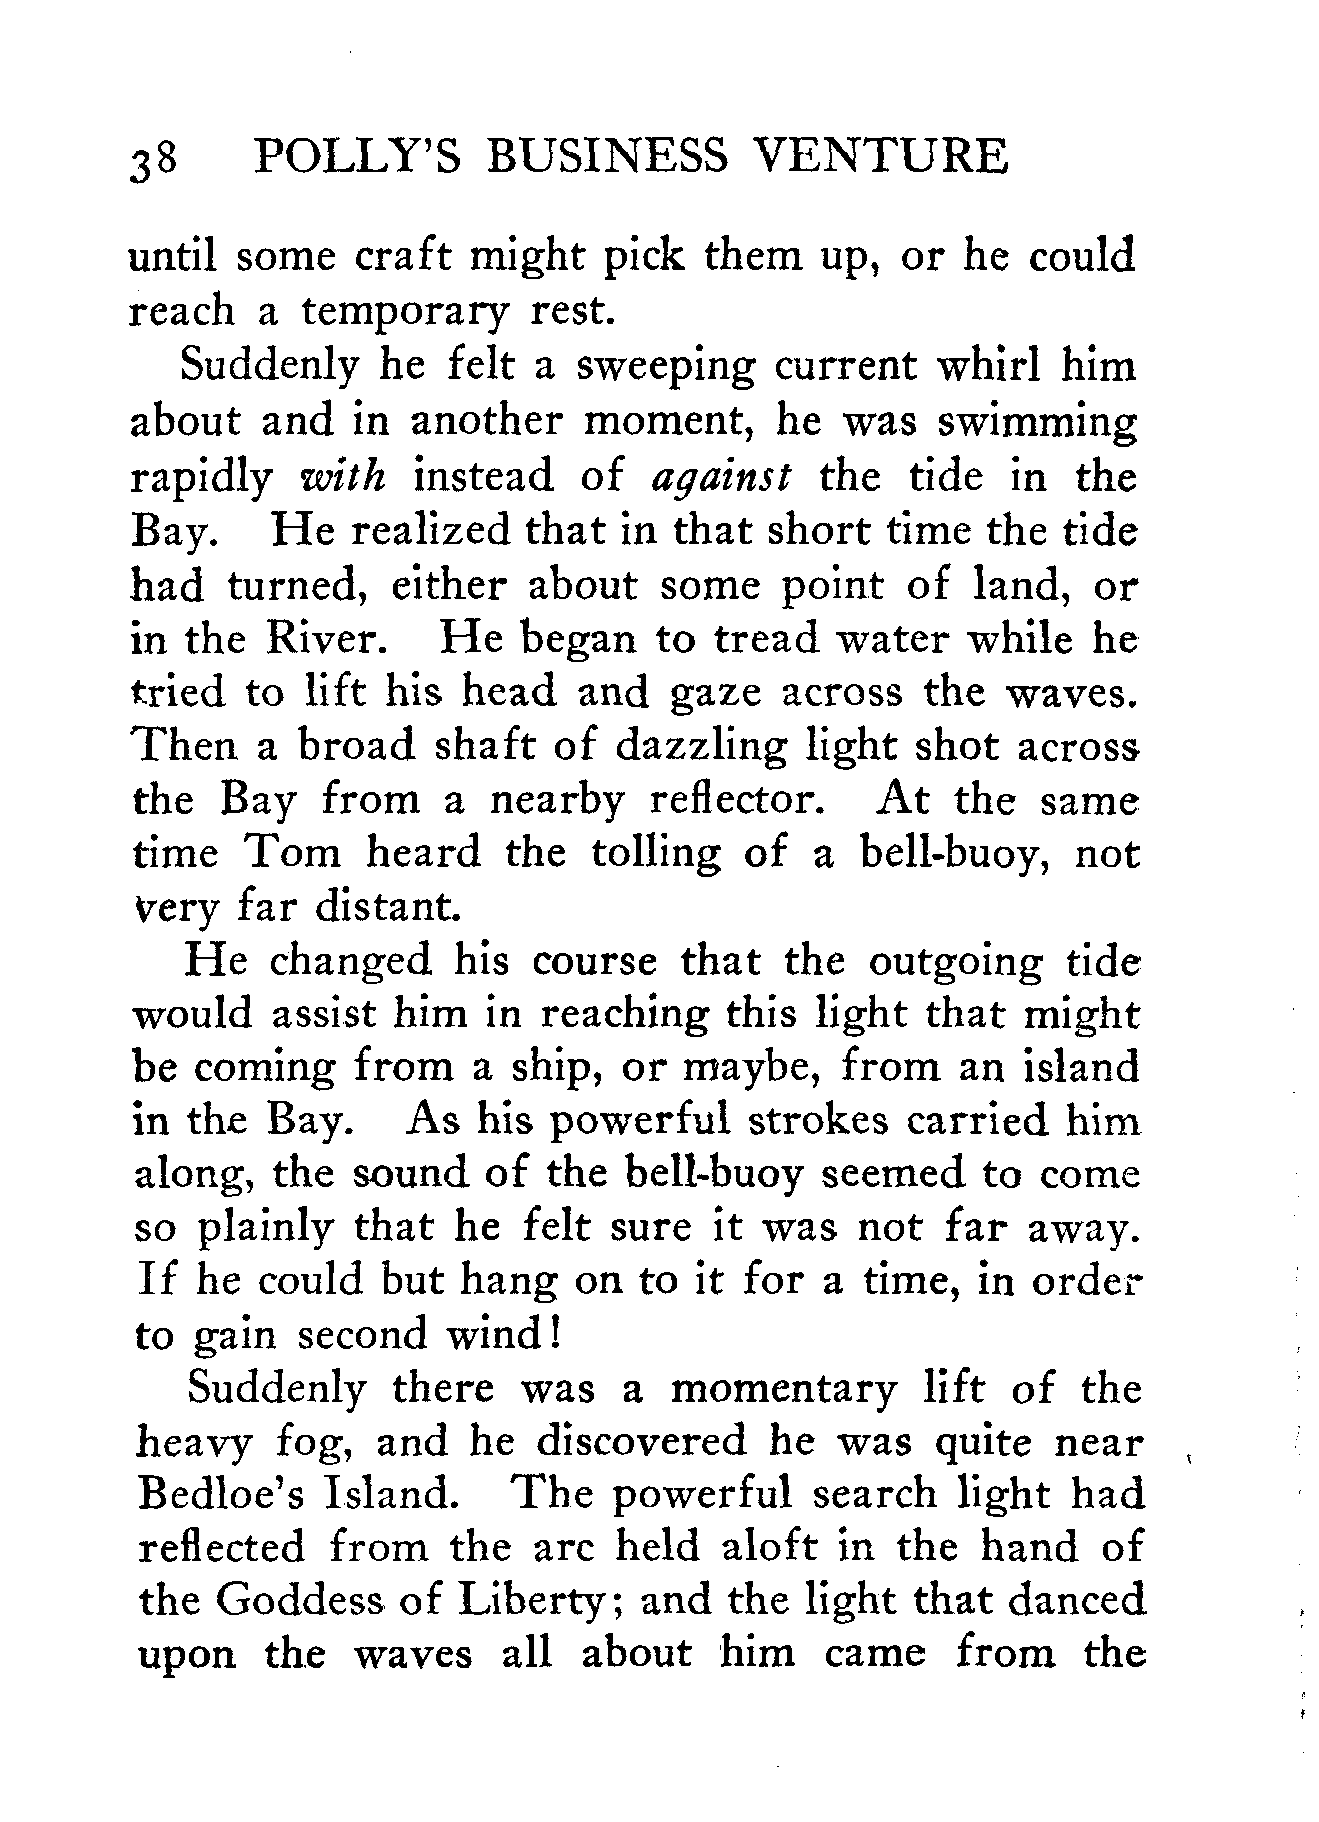 38 POLLY'S BUSINESS VENTURE
until some craft might pick them up, or he could
reach a temporary rest.
Suddenly he felt a sweeping current whirl him
about and in another moment, he was swimming
rapidly with instead of against the tide in the
Bay. He realized that in that short time the tide
had turned, either about some point of land, or
in the River. He began to tread water while he
tried to lift his head and gaze across the waves.
Then a broad shaft of dazzling light shot across
the Bay from a nearby reflector. At the same
time Tom heard the tolling of a bell-buoy, not
very far distant.
He changed his course that the outgoing tide
would assist him in reaching this light that might
be coming from a ship, or maybe, from an island
in the Bay. As his powerful strokes carried him
along, the sound of the bell-buoy seemed to come
so plainly that he felt sure it was not far away.
If he could but hang on to it for a time, in order
to gain second wind!
Suddenly there was a momentary lift of the
heavy fog, and he discovered he was quite near
Bedloe's Island. The powerful search light had
reflected from the arc held aloft in the hand of
the Goddess of Liberty; and the light that danced
upon the waves all about him came from the